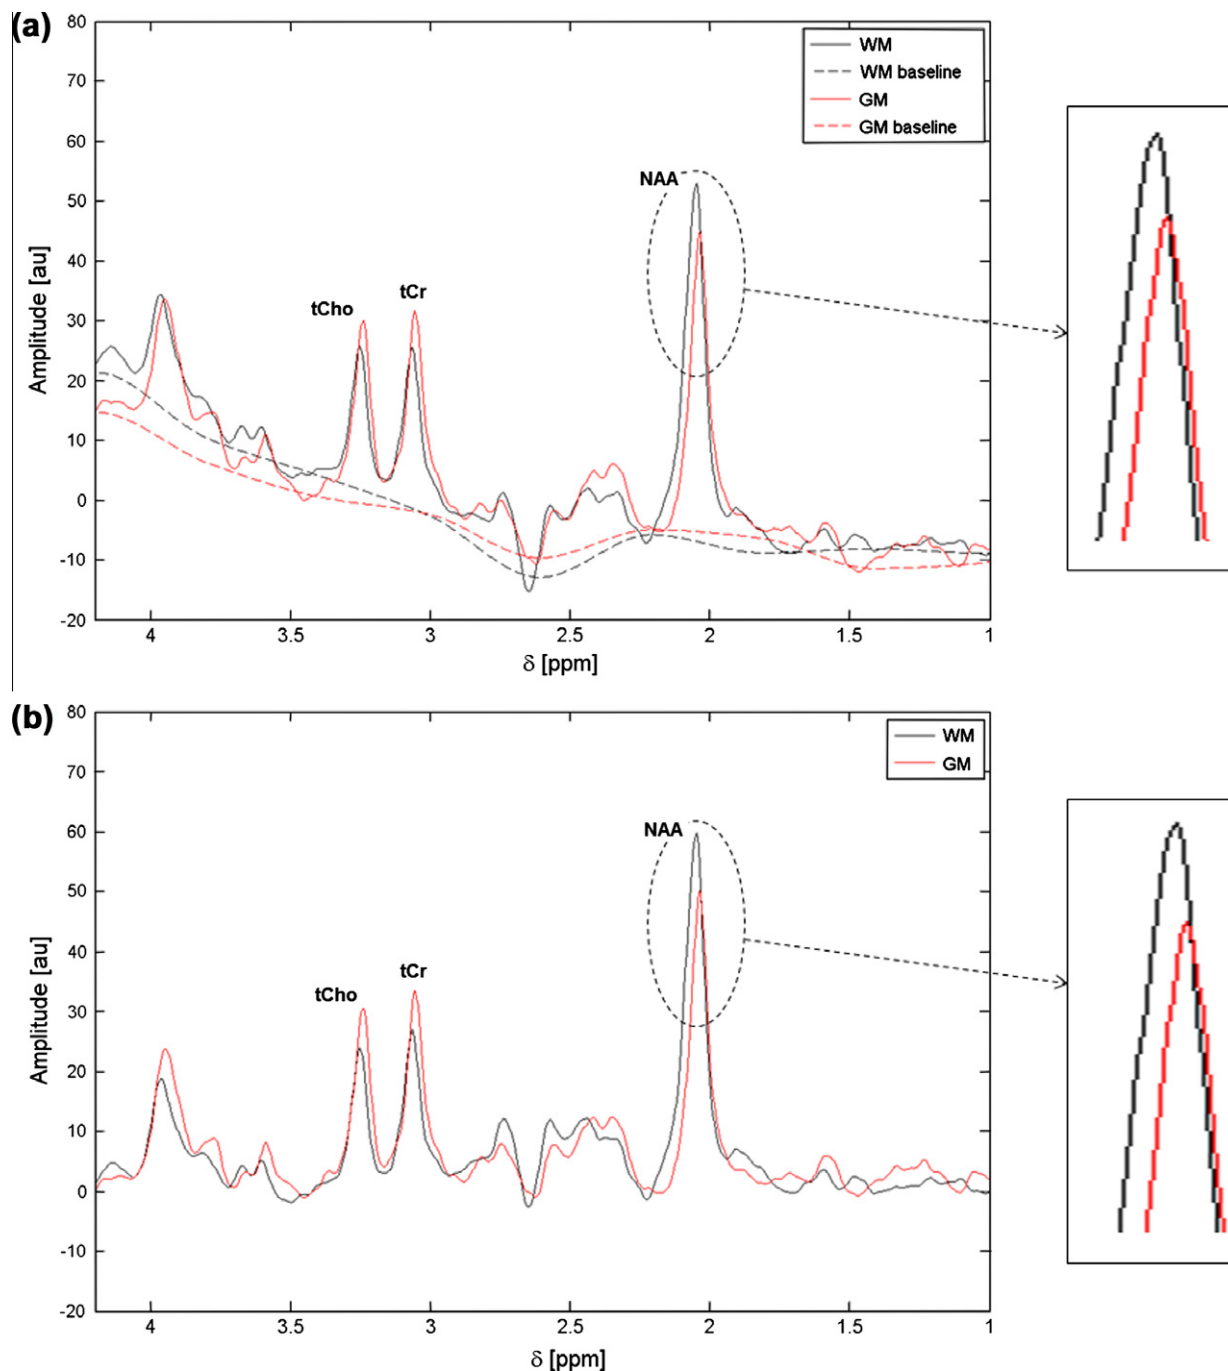 (a)
80
70
60
50
40
30
20
10
0
-10
-20
Amplitude [au]
WM
WM baseline
GM
GM baseline
NAA
tCho
tCr
4
3.5
3
2.5
2
1.5
1
δ [ppm]
(b)
80
70
60
50
40
30
20
10
0
-10
-20
Amplitude [au]
WM
GM
NAA
tCho
tCr
4
3.5
3
2.5
2
1.5
1
δ [ppm]